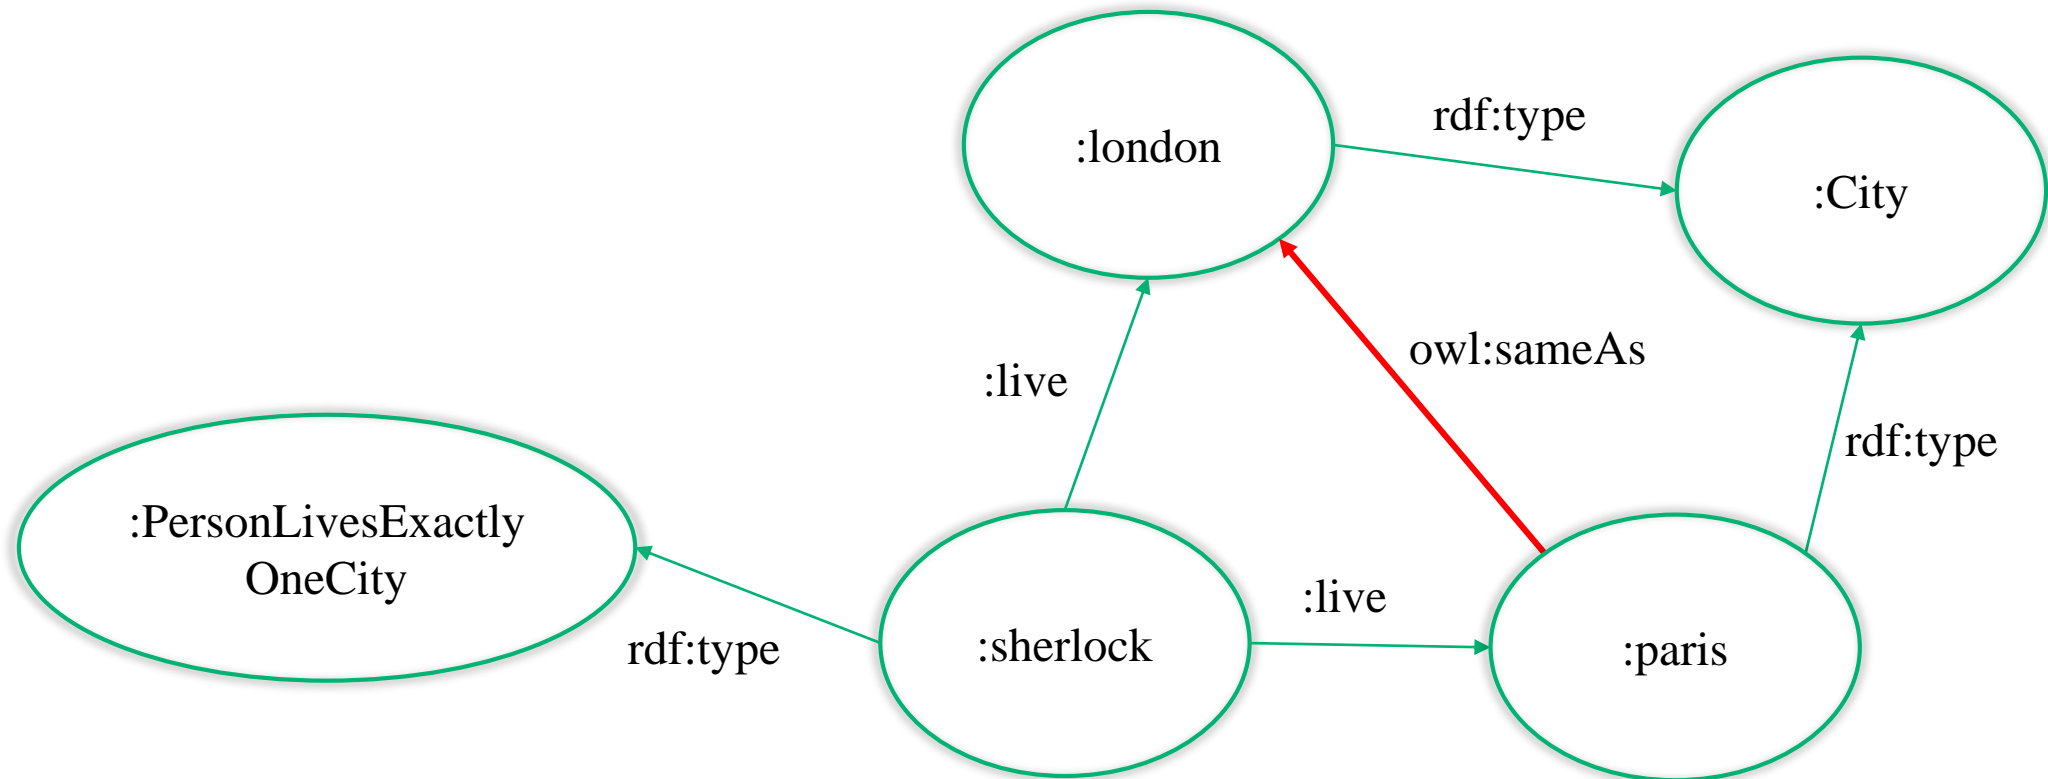 :london
rdf:type
:City
:live
owl:sameAs
rdf:type
:PersonLivesExactly
OneCity
rdf:type
:sherlock
:live
:paris